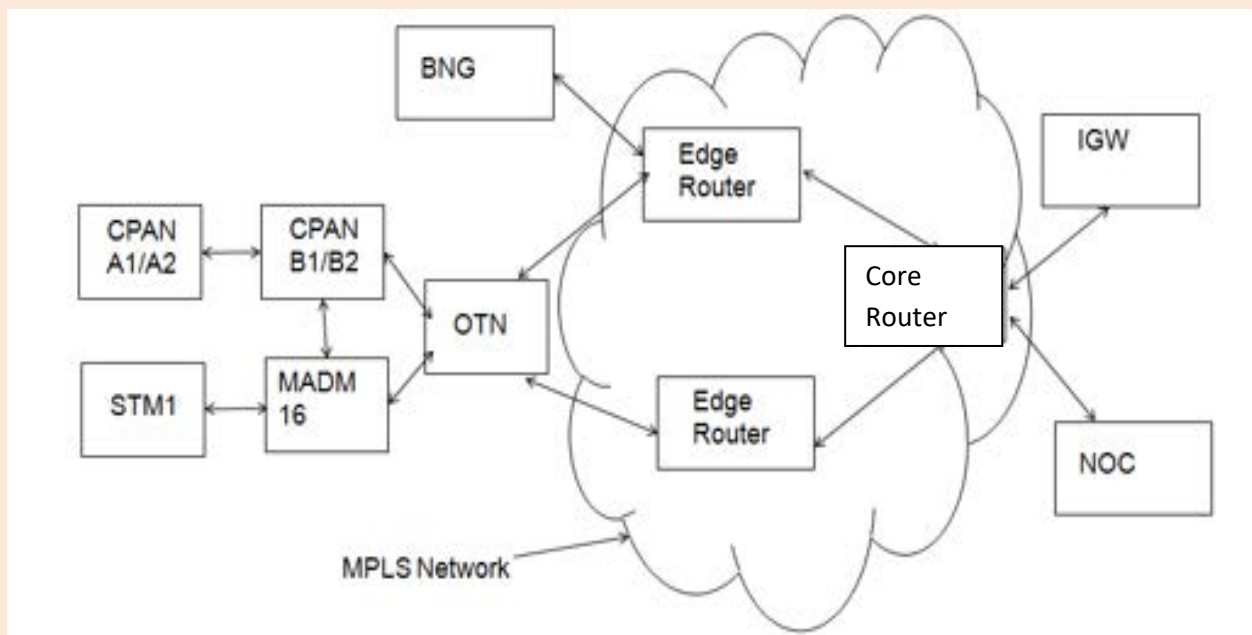 BNG
Edge
Router
IGW
CPAN
A1/A2
CPAN
B1/B2
Core
Router
OTN
STM1
MADM
16
Edge
Router
NOC
MPLS Network